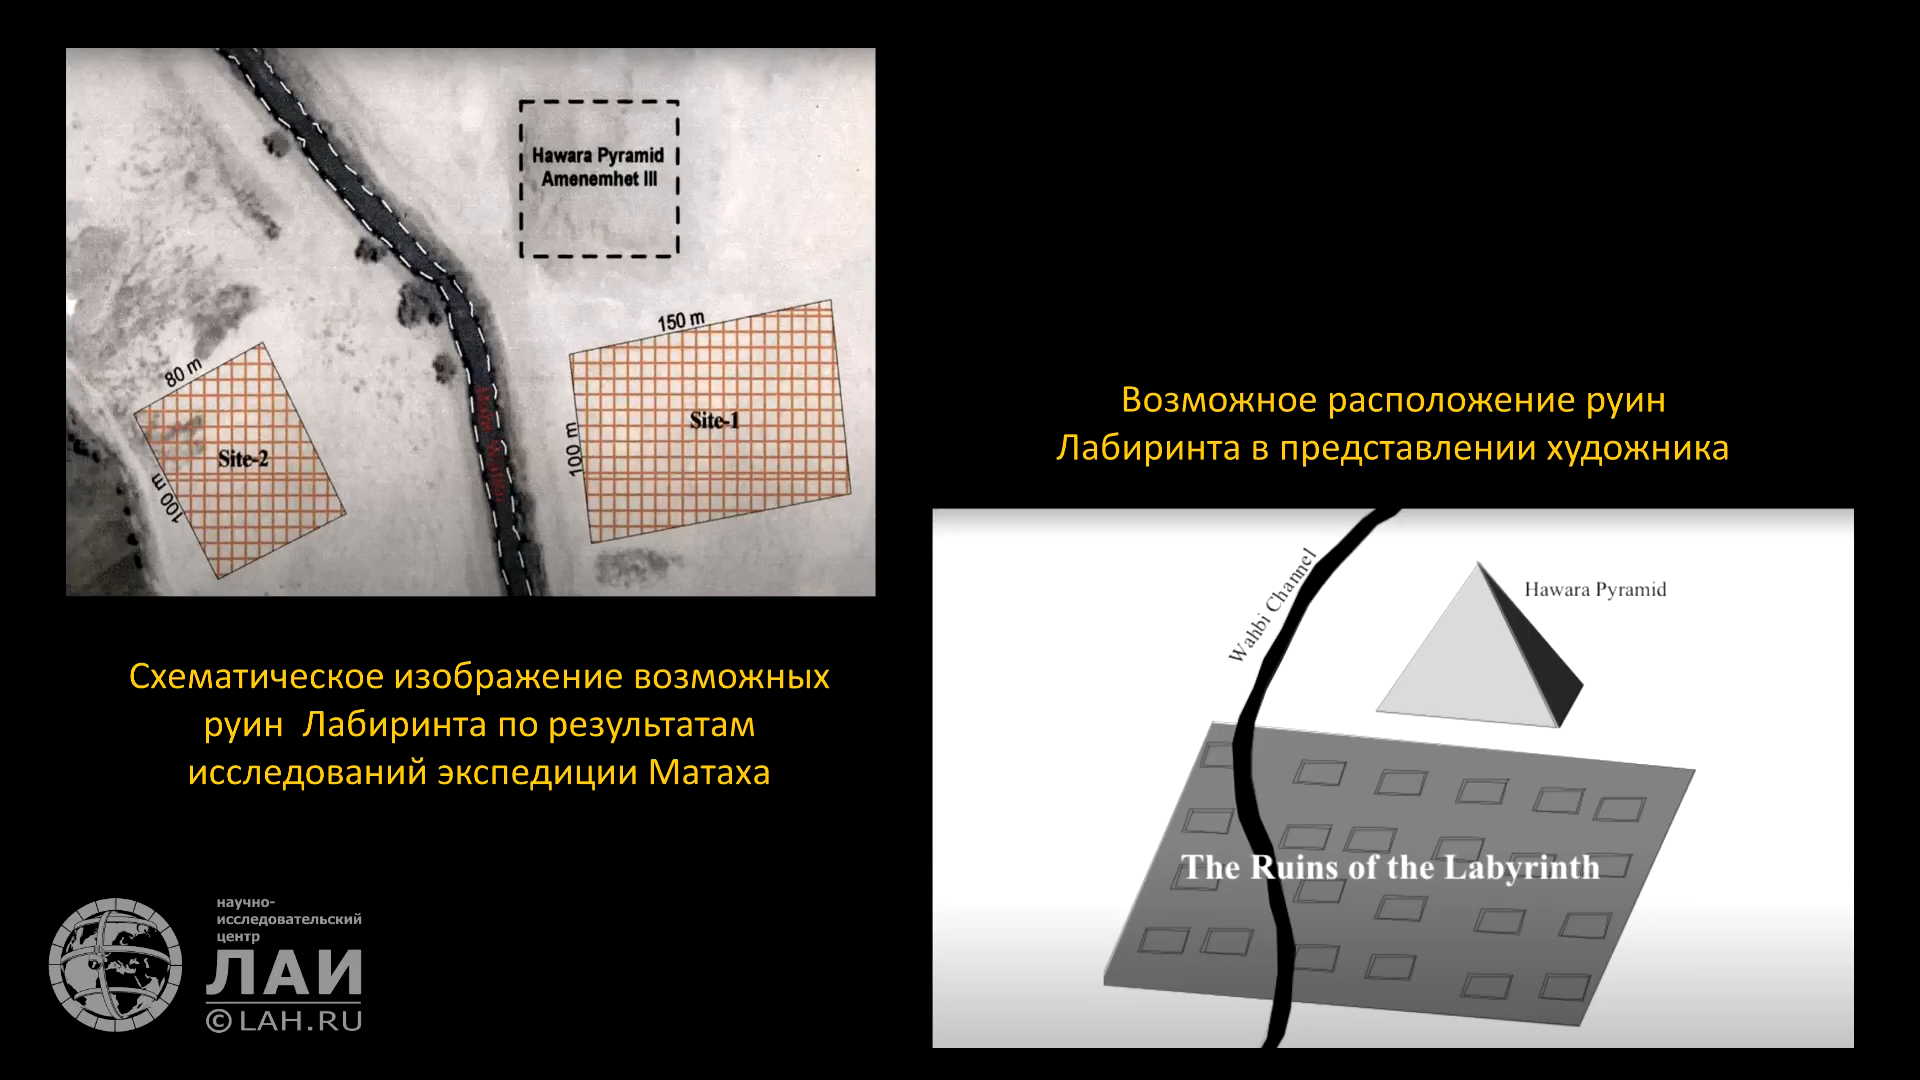 Hawara Pyramid
Amenemhet III
150 m
100 m
Site-1
80 m
100 m
Site-2
Схематическое изображение возможных
руин Лабиринта по результатам
исследований экспедиции Матаха
Возможное расположение руин
Лабиринта в представлении художника
Wahbi Channel
Hawara Pyramid
The Ruins of the Labyrinth
научно-
исследовательский
центр
ЛАИ
©LAH.RU